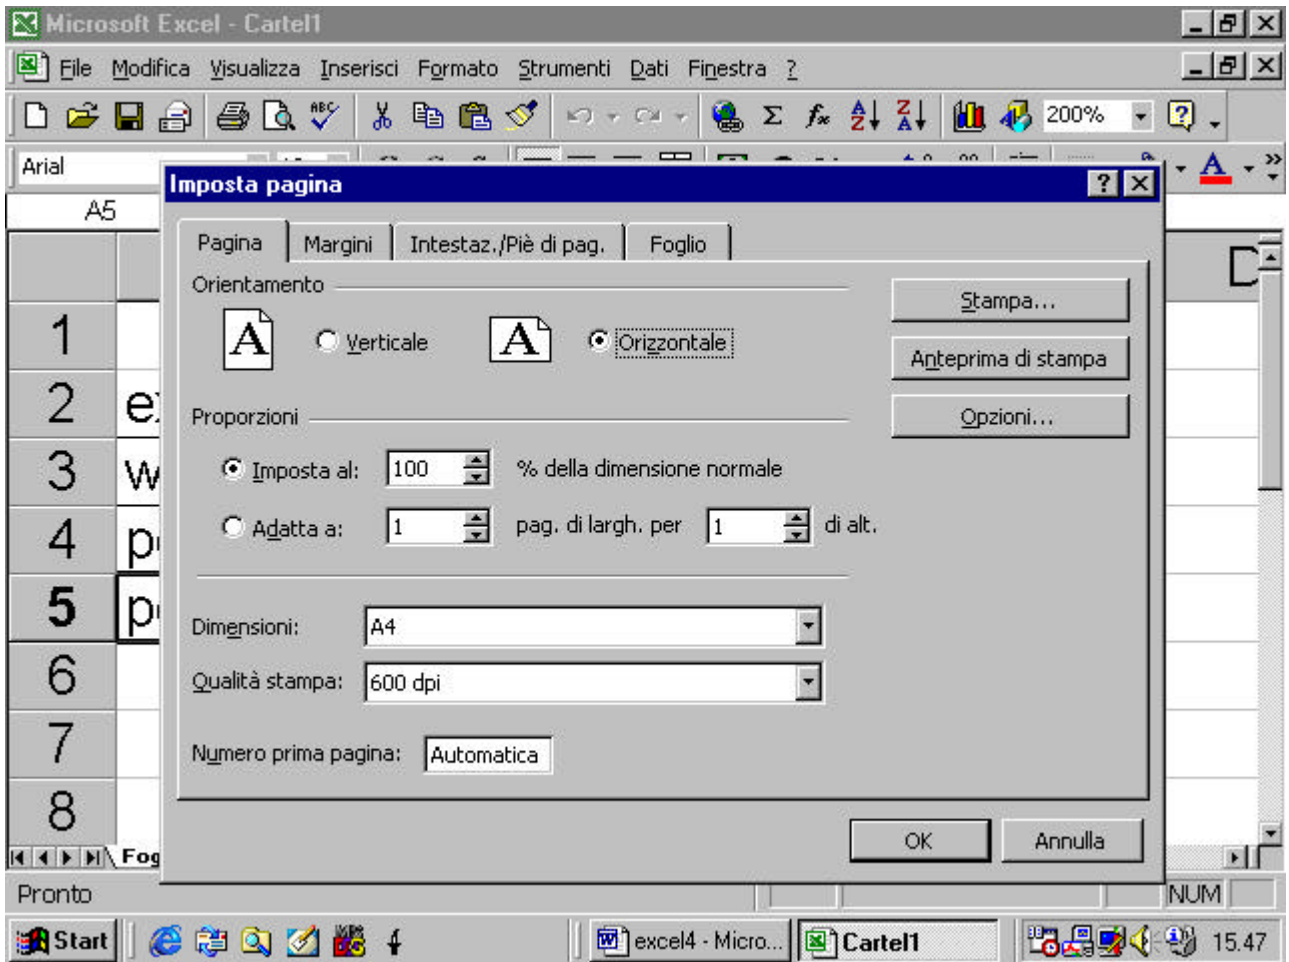 Microsoft Excel - Cartel1
File Modifica Visualizza Inserisci Formato Strumenti Dati Finestra ?
ABC Σ fx A Z Z A 200% ?
Arial A »
Imposta pagina ?
A5
Pagina Margini Intestaz./Piè di pag. Foglio
D
Orientamento
Stampa...
A Verticale A Orizzontale
Anteprima di stampa
Proporzioni
Opzioni...
Imposta al: 100 % della dimensione normale
Adatta a: 1 pag. di largh. per 1 di alt.
Dimensioni: A4
Qualità stampa: 600 dpi
Numero prima pagina: Automatica
1
2
3
4
5
6
7
8
OK Annulla
Pronto NUM
Start excel4 - Micro... Cartel1 15.47